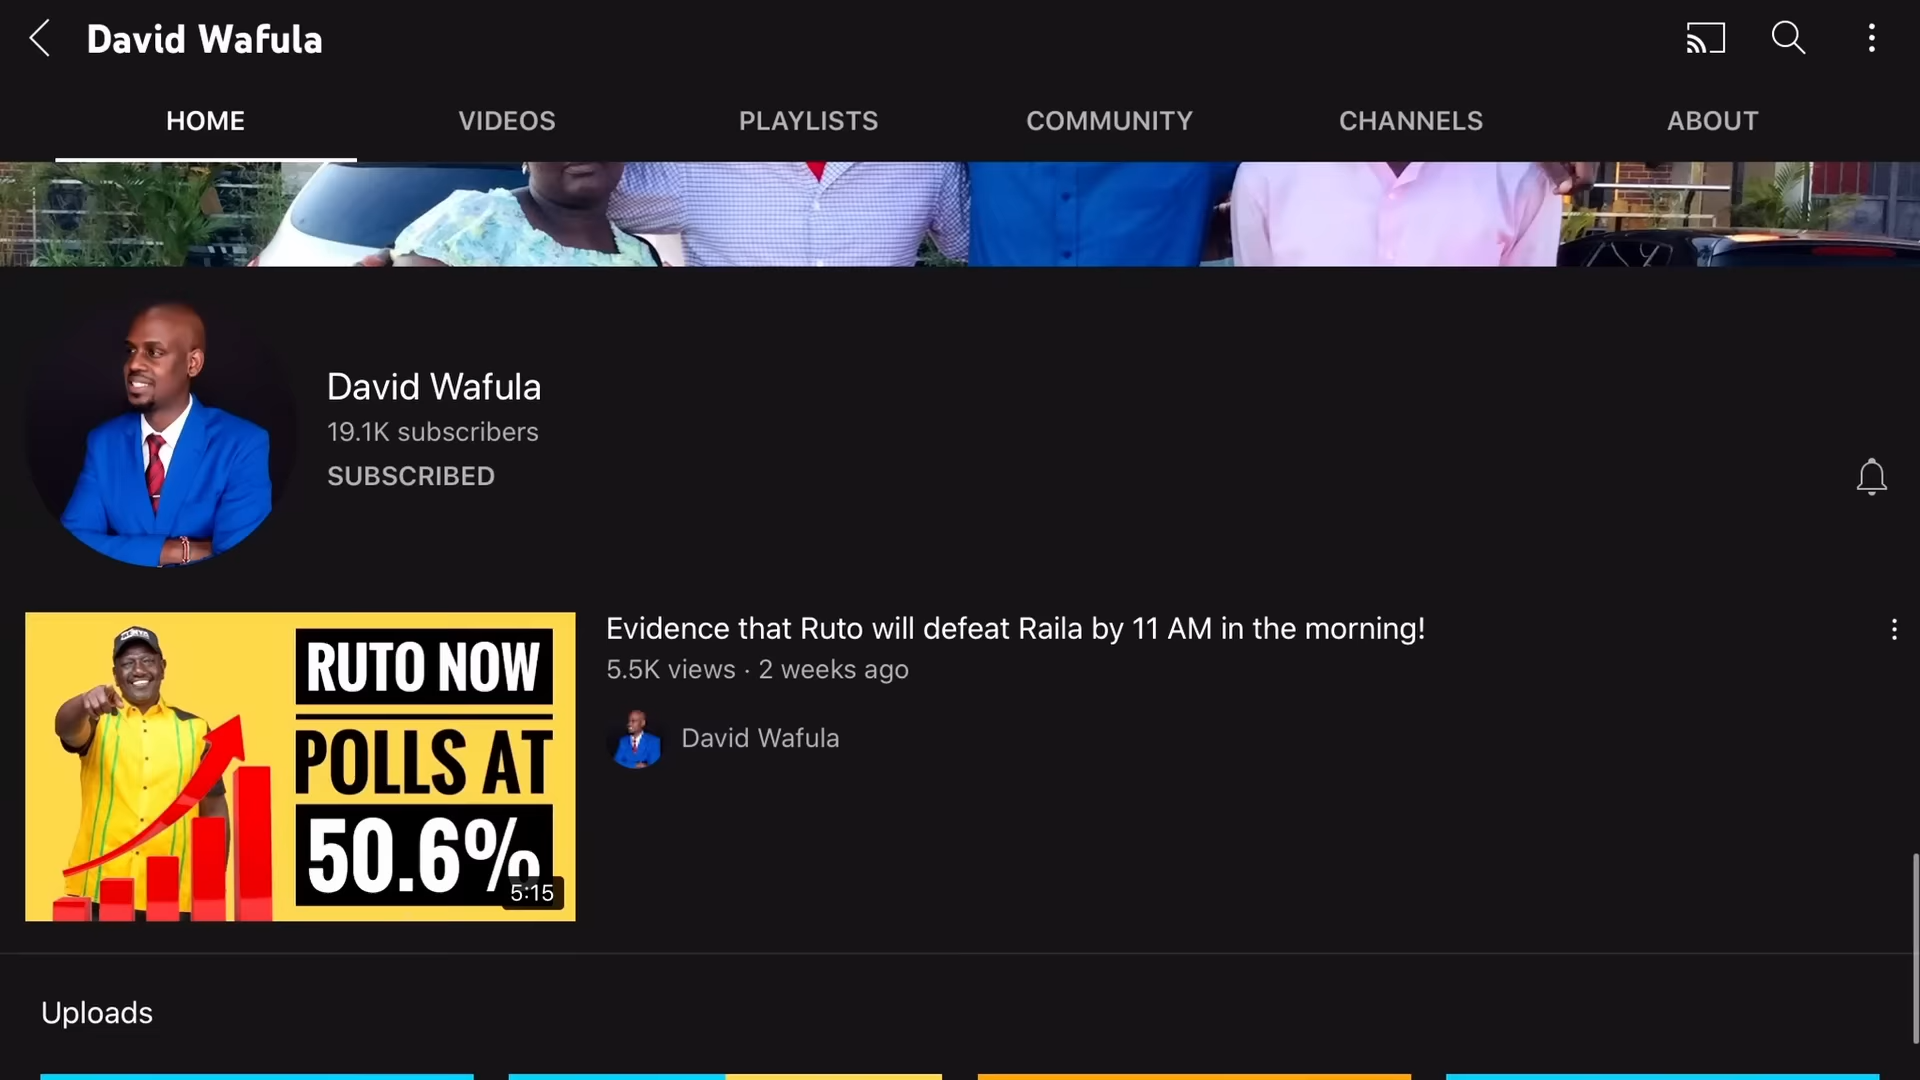 David Wafula
HOME
VIDEOS
PLAYLISTS
COMMUNITY
CHANNELS
ABOUT
David Wafula
19.1K subscribers
SUBSCRIBED
RUTO NOW
POLLS AT
50.6%
5:15
Evidence that Ruto will defeat Raila by 11 AM in the morning!
5.5K views · 2 weeks ago
David Wafula
Uploads